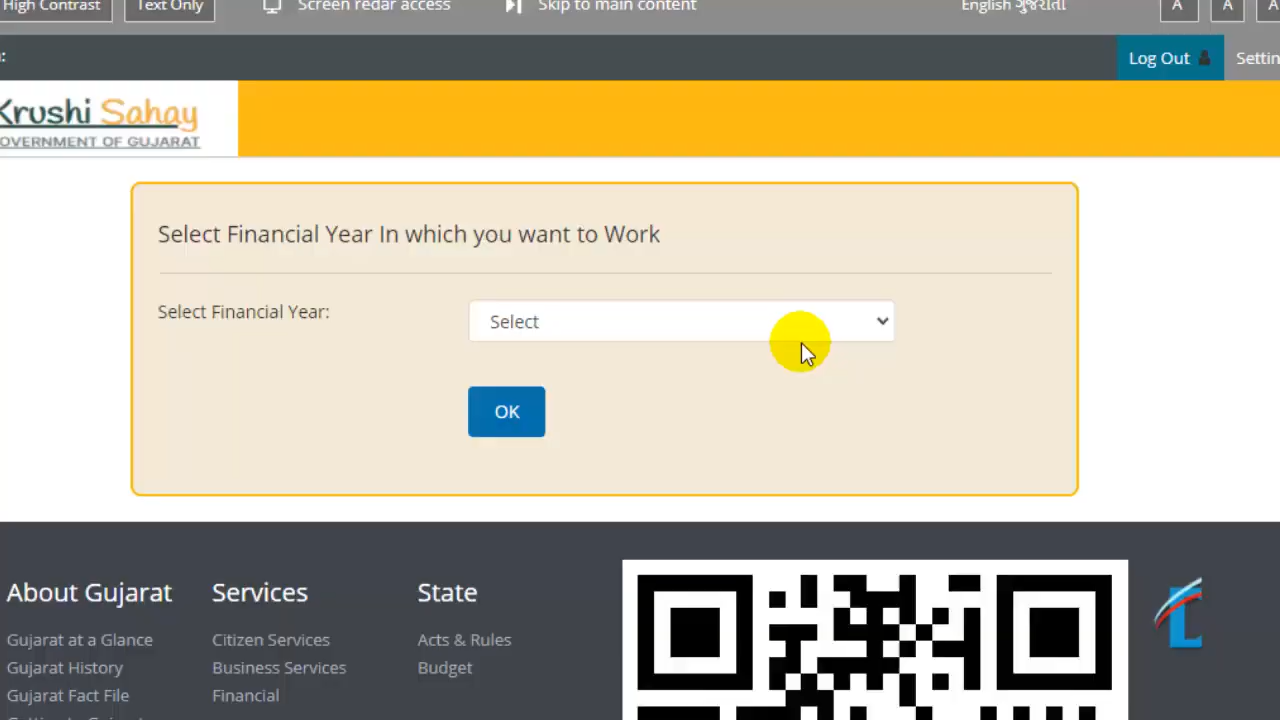 High Contrast
Text Only
Screen redar access
Skip to main content
English ગુજરાતી
A
A
A
Log Out
Krushi Sahay
GOVERNMENT OF GUJARAT
Select Financial Year In which you want to Work
Select Financial Year:
Select
OK
About Gujarat
Services
State
Gujarat at a Glance
Citizen Services
Acts & Rules
Gujarat History
Business Services
Budget
Gujarat Fact File
Financial